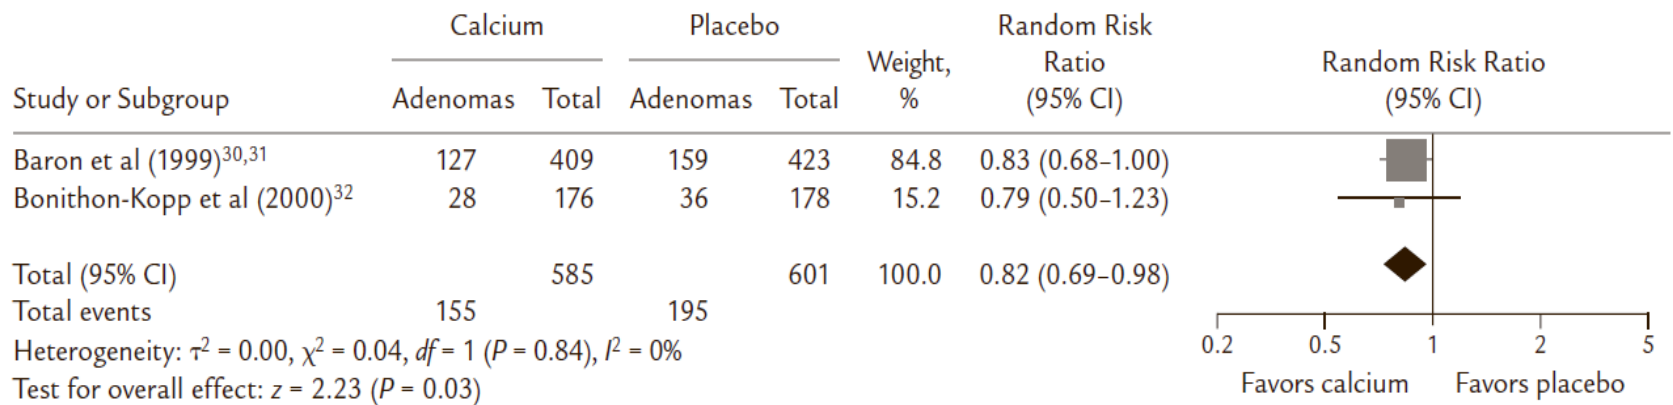 Calcium Placebo Random Risk
Weight, Ratio Random Risk Ratio
Study or Subgroup Adenomas Total Adenomas Total % (95% CI) (95% CI)
Baron et al (1999)30,31 127 409 159 423 84.8 0.83 (0.68–1.00)
Bonithon-Kopp et al (2000)32 28 176 36 178 15.2 0.79 (0.50–1.23)
Total (95% CI) 585 601 100.0 0.82 (0.69–0.98)
Total events 155 195
0.2 0.5 1 2 5
Heterogeneity: τ2 = 0.00, χ2 = 0.04, df = 1 (P = 0.84), I2 = 0%
Favors calcium Favors placebo
Test for overall effect: z = 2.23 (P = 0.03)